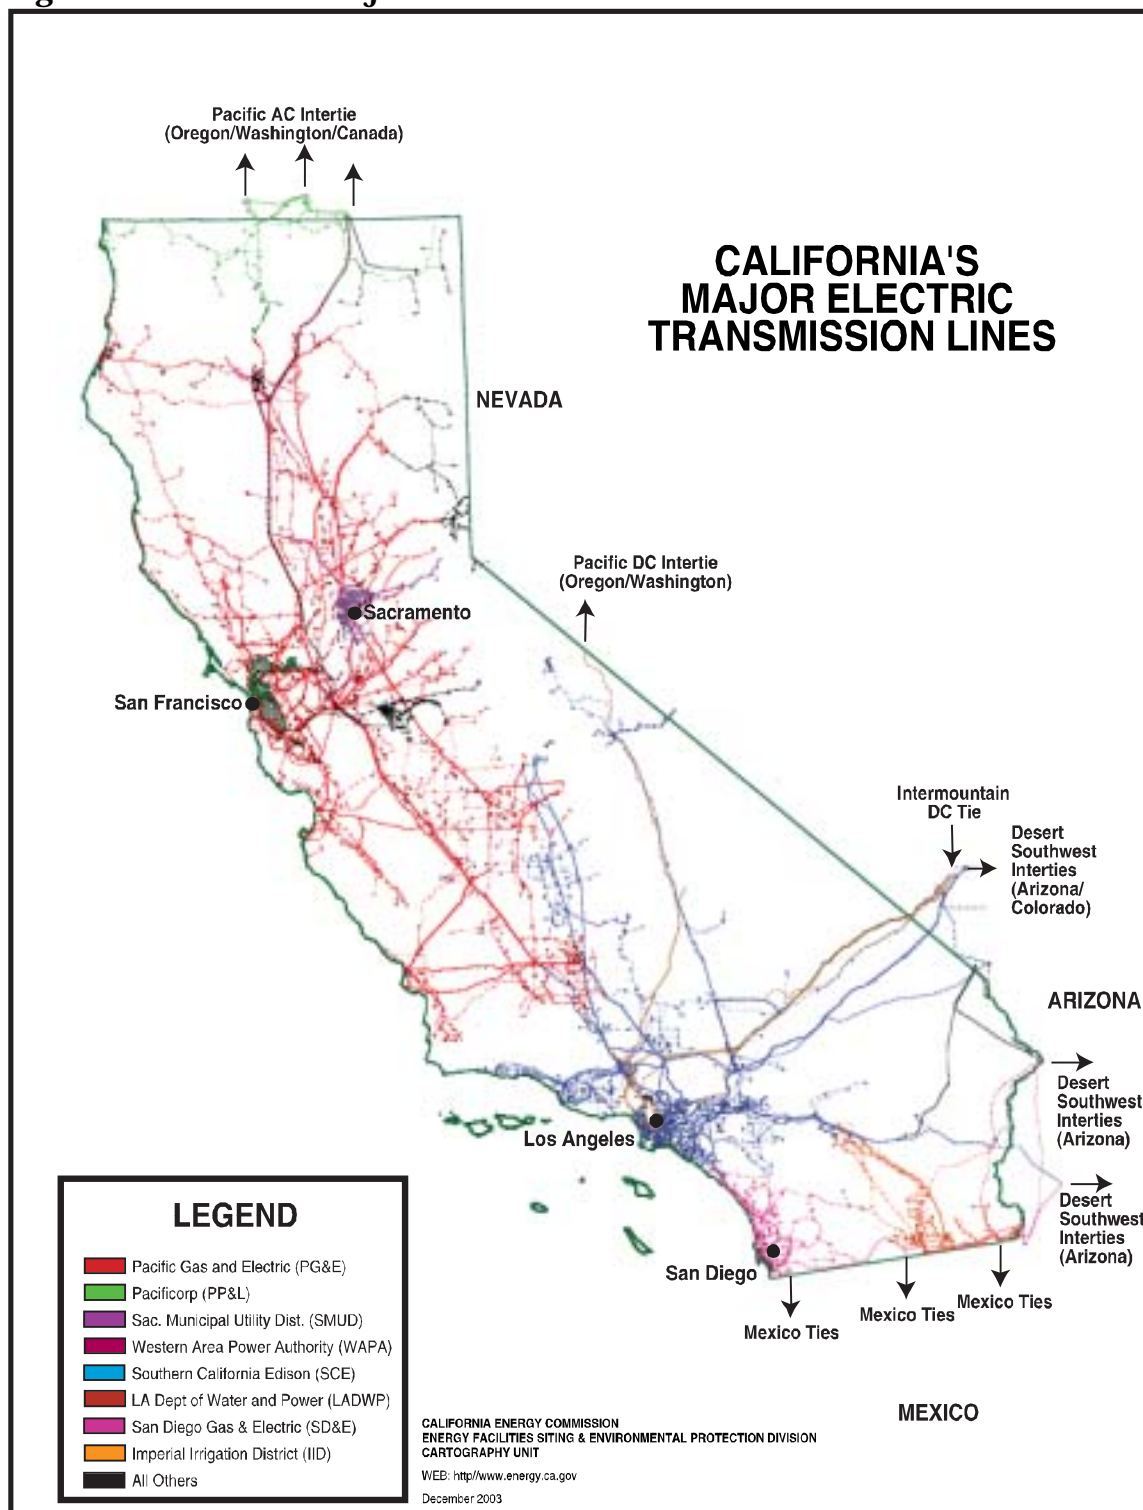 Pacific AC Intertie
(Oregon/Washington/Canada)
CALIFORNIA'S
MAJOR ELECTRIC
TRANSMISSION LINES
NEVADA
Pacific DC Intertie
(Oregon/Washington)
Sacramento
San Francisco
Intermountain
DC Tie
Desert
Southwest
Interties
(Arizona/
Colorado)
ARIZONA
Desert
Southwest
Interties
(Arizona)
Los Angeles
Desert
Southwest
Interties
(Arizona)
San Diego
Mexico Ties
Mexico Ties
Mexico Ties
MEXICO
LEGEND
Pacific Gas and Electric (PG&E)
Pacificorp (PP&L)
Sac. Municipal Utility Dist. (SMUD)
Western Area Power Authority (WAPA)
Southern California Edison (SCE)
LA Dept of Water and Power (LADWP)
San Diego Gas & Electric (SD&E)
Imperial Irrigation District (IID)
All Others
CALIFORNIA ENERGY COMMISSION
ENERGY FACILITIES SITING & ENVIRONMENTAL PROTECTION DIVISION
CARTOGRAPHY UNIT
WEB: http//www.energy.ca.gov
December 2003